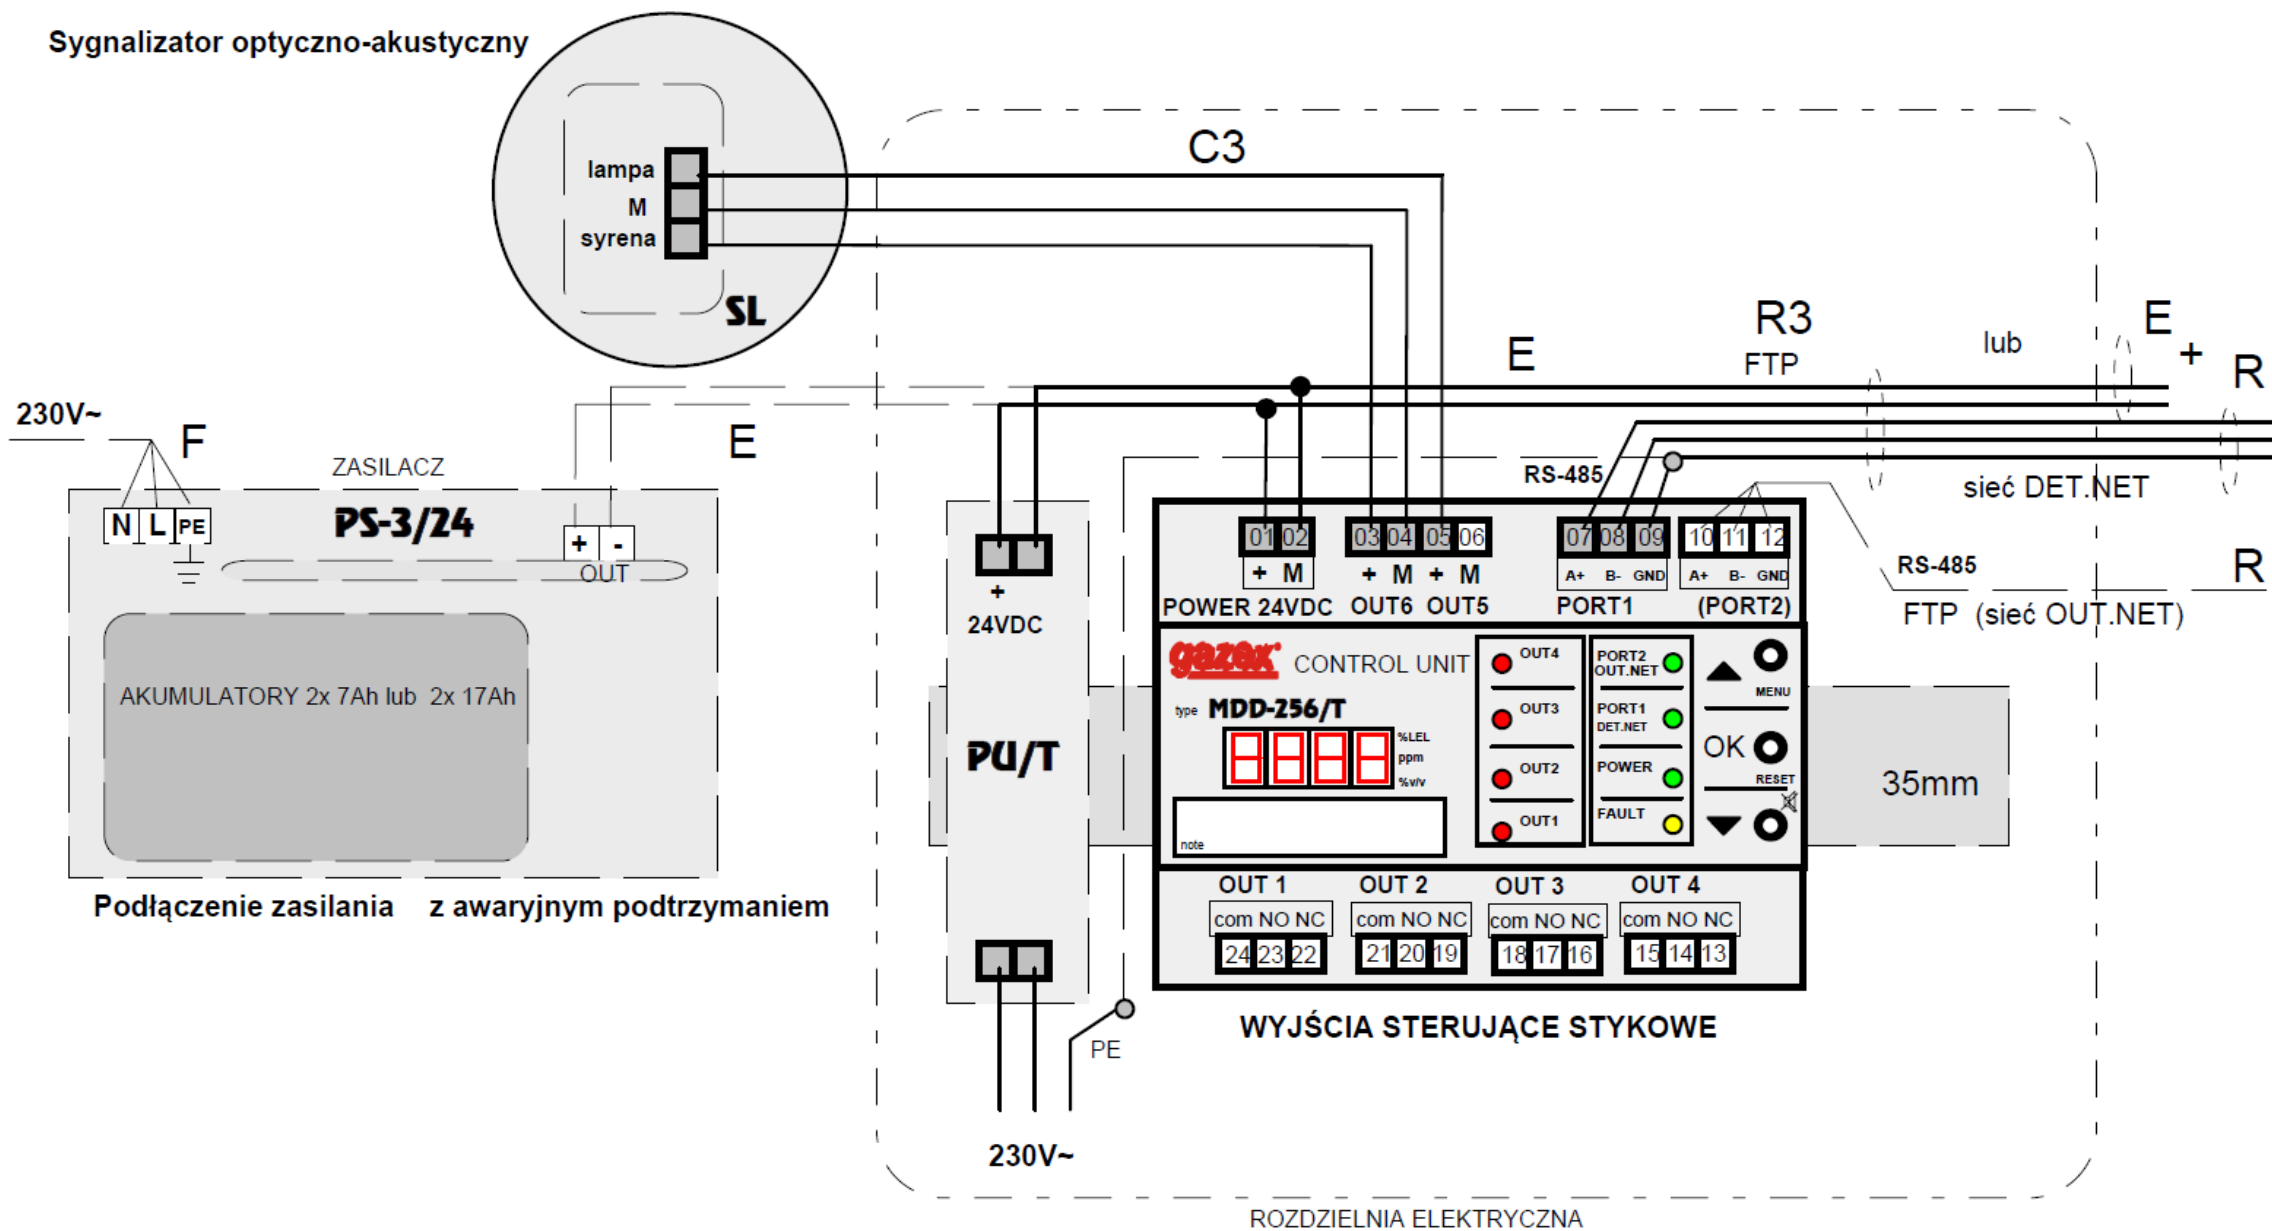 Sygnalizator optyczno-akustyczny
lampa
M
syrena
SL
C3
R3
FTP
lub
E
+
R
E
230V~
F
E
ZASILACZ
PS-3/24
N L PE
+ -
OUT
AKUMULATORY 2x 7Ah lub 2x 17Ah
Podłączenie zasilania z awaryjnym podtrzymaniem
+
24VDC
PU/T
230V~
PE
RS-485
sieć DET.NET
RS-485
R
FTP (sieć OUT.NET)
01 02 03 04 05 06 07 08 09 10 11 12
+ M + M + M A+ B- GND A+ B- GND
POWER 24VDC OUT6 OUT5 PORT1 (PORT2)
gazex CONTROL UNIT
type MDD-256/T
8888
%LEL
ppm
%v/v
note
OUT4
OUT3
OUT2
OUT1
PORT2
OUT.NET
PORT1
DET.NET
POWER
FAULT
MENU
OK
RESET
35mm
OUT 1 OUT 2 OUT 3 OUT 4
com NO NC com NO NC com NO NC com NO NC
24 23 22 21 20 19 18 17 16 15 14 13
WYJŚCIA STERUJĄCE STYKOWE
ROZDZIELNIA ELEKTRYCZNA